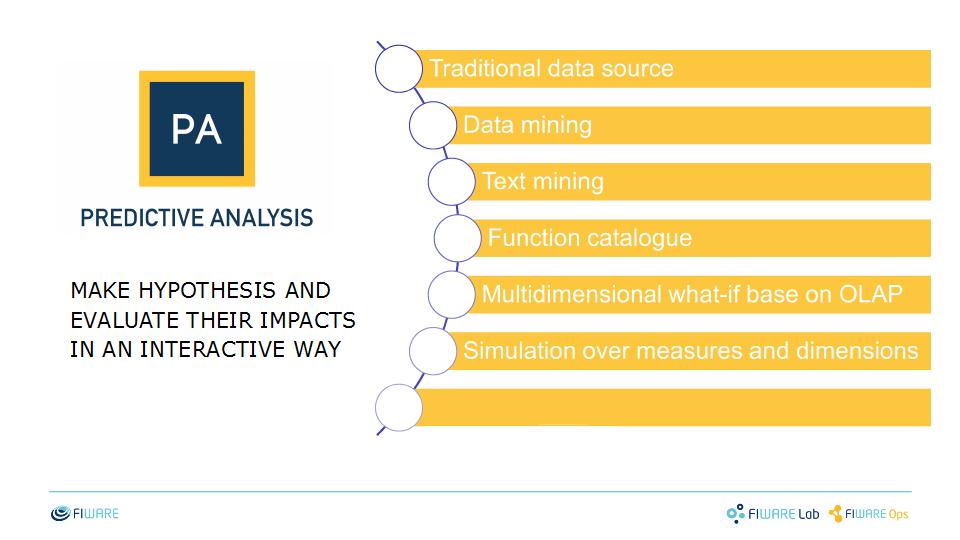 PA
PREDICTIVE ANALYSIS
MAKE HYPOTHESIS AND
EVALUATE THEIR IMPACTS
IN AN INTERACTIVE WAY
Traditional data source
Data mining
Text mining
Function catalogue
Multidimensional what-if base on OLAP
Simulation over measures and dimensions
FIWARE
FIWARE Lab
FIWARE Ops